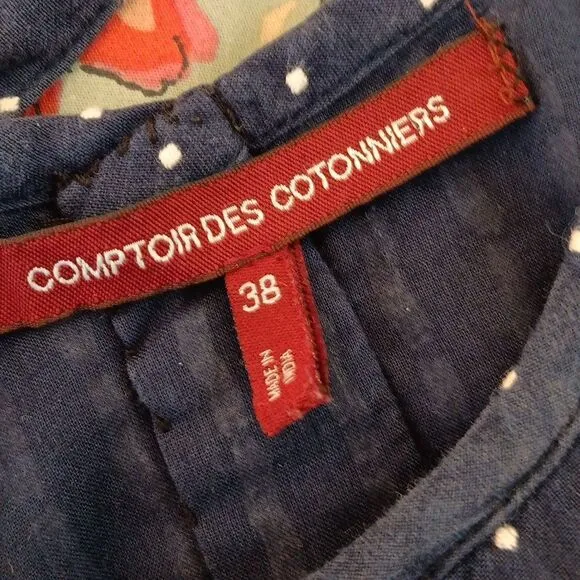 COMPTOIR DES COTONNIERS
38
MADE IN
INDIA